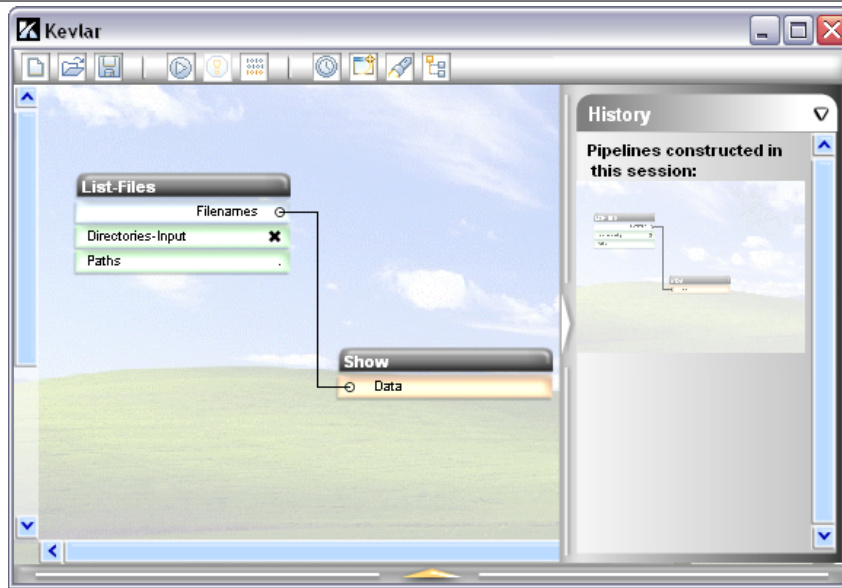 Kevlar
List-Files
Filenames
Directories-Input
Paths .
Show
Data
History
Pipelines constructed in
this session: